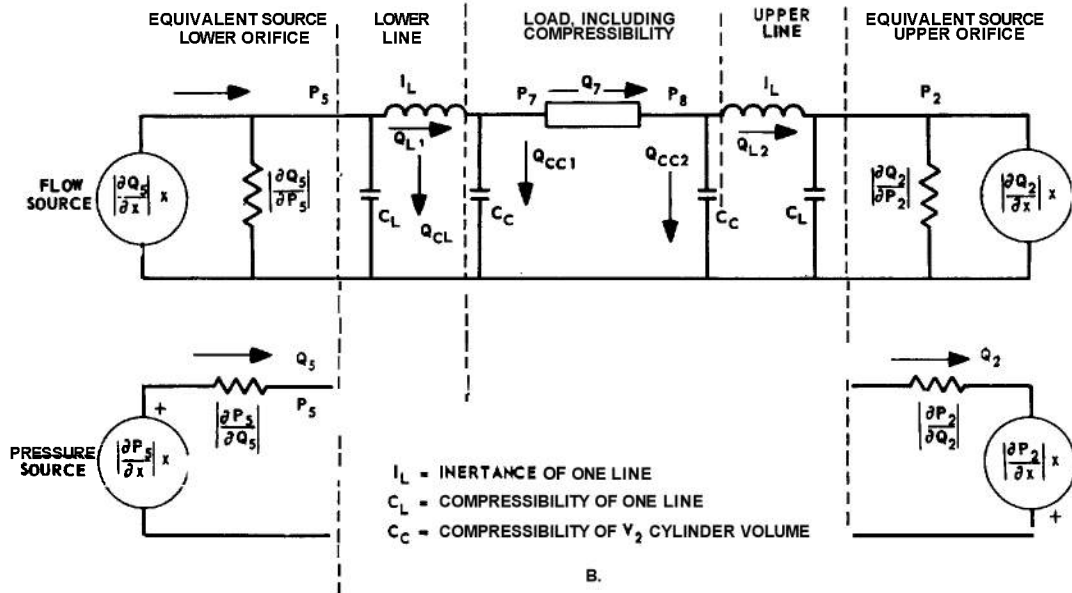 EQUIVALENT SOURCE
LOWER ORIFICE
LOWER
LINE
LOAD, INCLUDING
COMPRESSIBILITY
UPPER
LINE
EQUIVALENT SOURCE
UPPER ORIFICE
P5
IL
P7
Q7
P8
IL
P2
QL1
QL2
QCC1
QCC2
FLOW
SOURCE
|∂Q5/∂x| x
|∂Q5/∂P5|
CL
QCL
CC
CC
CL
|∂Q2/∂P2|
|∂Q2/∂x| x
Q5
P5
|∂P5/∂Q5|
+
PRESSURE
SOURCE
|∂P5/∂x| x
Q2
|∂P2/∂Q2|
|∂P2/∂x| x
+
IL = INERTANCE OF ONE LINE
CL = COMPRESSIBILITY OF ONE LINE
CC = COMPRESSIBILITY OF V2 CYLINDER VOLUME
B.